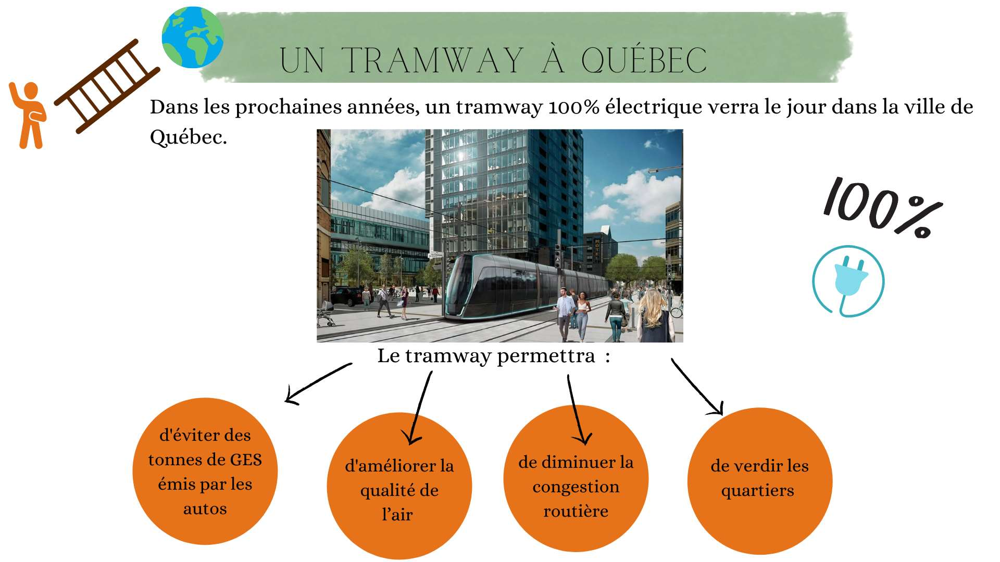 UN TRAMWAY À QUÉBEC
Dans les prochaines années, un tramway 100% électrique verra le jour dans la ville de
Québec.
HOTEL
100%
Le tramway permettra :
d'éviter des
tonnes de GES
émis par les
autos
d'améliorer la
qualité de
l’air
de diminuer la
congestion
routière
de verdir les
quartiers